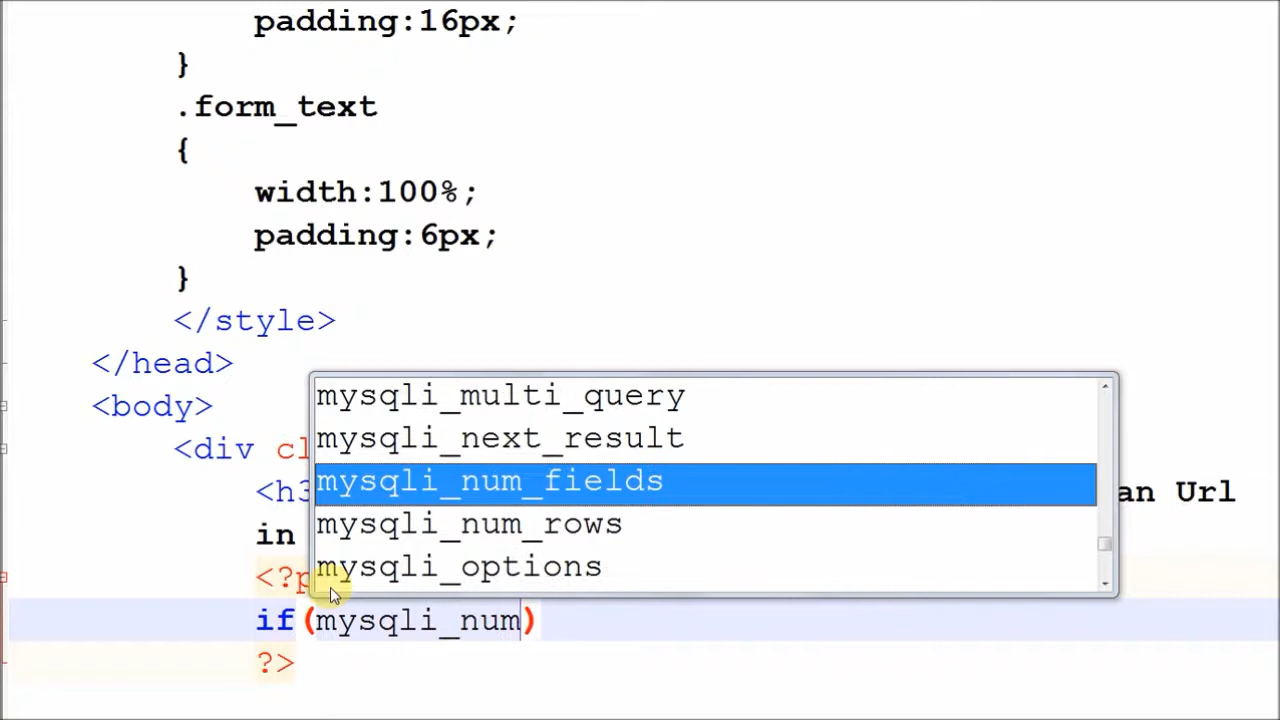 padding:16px;
}
.form_text
{
width:100%;
padding:6px;
}
</style>
</head>
<body>
mysqli_multi_query
<div cl
mysqli_next_result
<h3
mysqli_num_fields
an Url
in
mysqli_num_rows
<?p
mysqli_options
if(mysqli_num)
?>